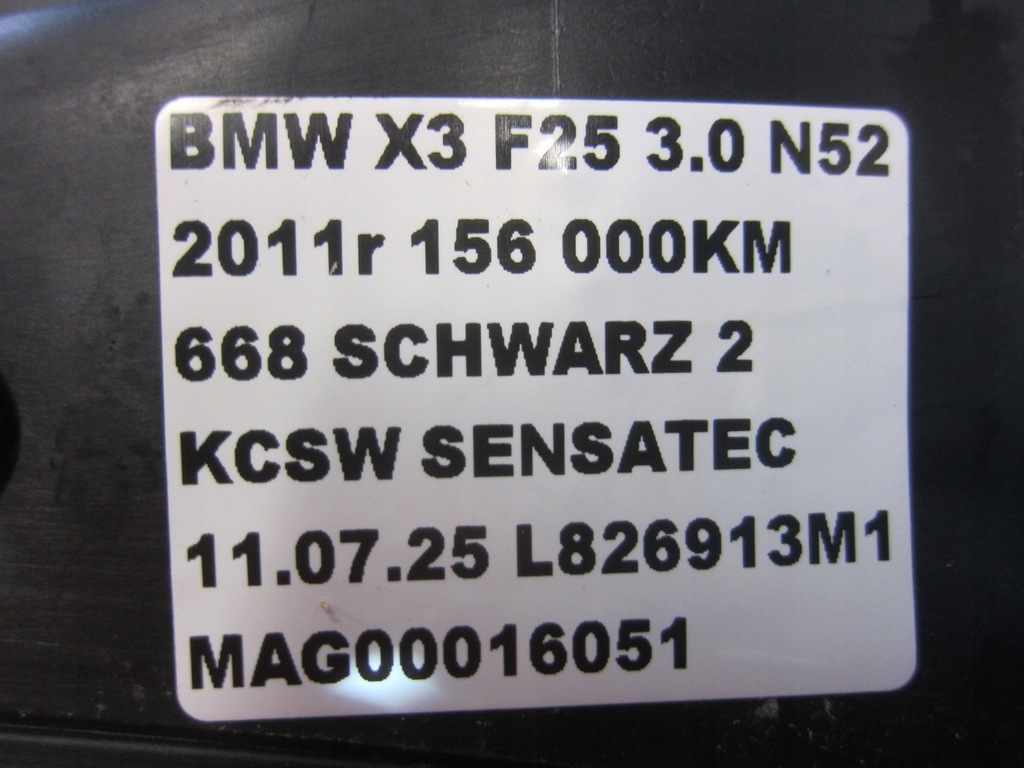 BMW X3 F25 3.0 N52
2011r 156 000KM
668 SCHWARZ 2
KCSW SENSATEC
11.07.25 L826913M1
MAG00016051